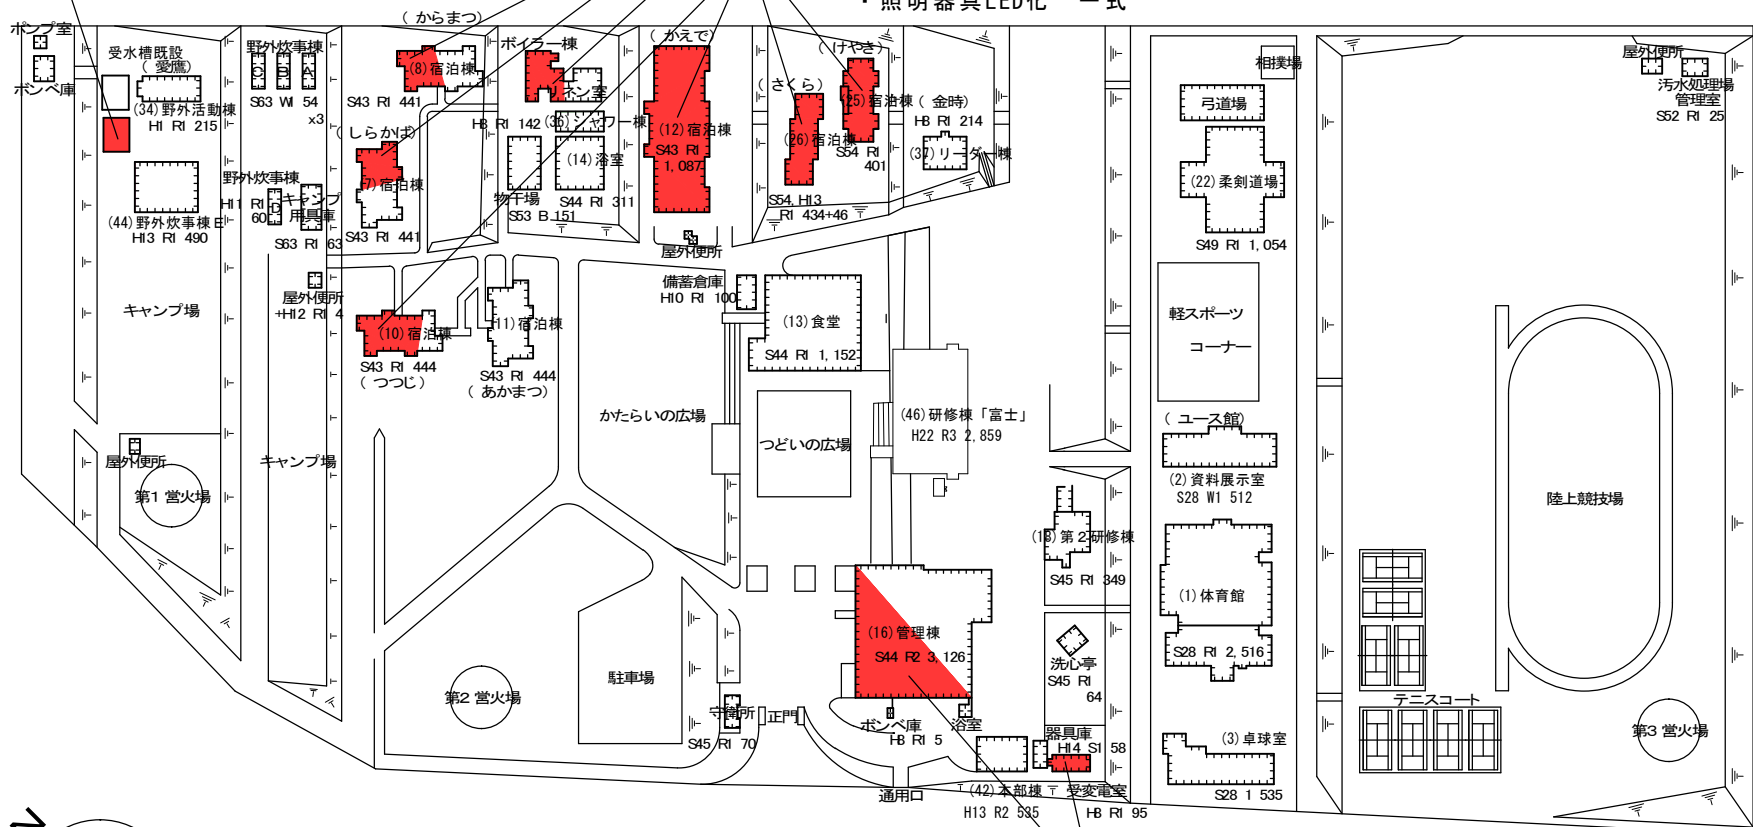 ・照明器具LED化 一式
(からまつ)
ポンプ室
ボンベ庫
受水槽既設
(愛鷹)
(34)野外活動棟
H1 R1 215
野外炊事棟
C B A
S63 W1 54
x3
(8)宿泊棟
S43 R1 441
ボイラー棟
リネン室
H8 R1 142
(36)シャワー棟
(かえで)
(12)宿泊棟
S43 R1
1,087
(さくら)
(26)宿泊棟
S54,H13
R1 434+46
(けやき)
(25)宿泊棟
S54 R1
401
(金時)
H8 R1 214
(37)リーダー棟
相撲場
弓道場
(22)柔剣道場
S49 R1 1,054
屋外便所
汚水処理場
管理室
S52 R1 25
(しらかば)
(7)宿泊棟
S43 R1 441
物干場
S53 B 151
(14)浴室
S44 R1 311
屋外便所
(44)野外炊事棟E
H13 R1 490
野外炊事棟
H11 R1
60
D
キャンプ
用具庫
S63 R1 63
屋外便所
+H12 R1 4
キャンプ場
(10)宿泊棟
S43 R1 444
(つつじ)
(11)宿泊棟
S43 R1 444
(あかまつ)
備蓄倉庫
H10 R1 100
(13)食堂
S44 R1 1,152
軽スポーツ
コーナー
かたらいの広場
つどいの広場
(46)研修棟「富士」
H22 R3 2,859
(ユース館)
(2)資料展示室
S28 W1 512
屋外便所
第1営火場
キャンプ場
陸上競技場
(18)第2研修棟
S45 R1 349
(1)体育館
S28 R1 2,516
(16)管理棟
S44 R2 3,126
洗心亭
S45 R1
64
第2営火場
駐車場
守衛所
S45 R1 70
正門
ボンベ庫
H8 R1 5
浴室
器具庫
H14 S1 58
テニスコート
第3営火場
(3)卓球室
S28 1 535
通用口
(42)本部棟
H13 R2 535
受変電室
H8 R1 95